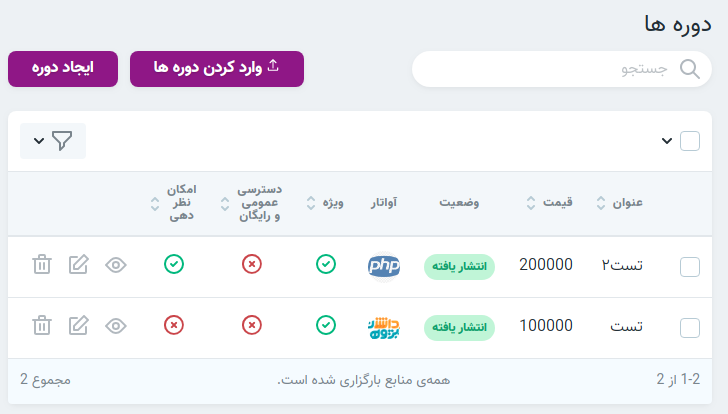 دوره ها
جستجو
وارد کردن دوره ها
ایجاد دوره
عنوان
قیمت
وضعیت
آواتار
ویژه
دسترسی
عمومی
و رایگان
امکان
نظر
دهی
تست۲
200000
انتشار یافته
php
تست
100000
انتشار یافته
دانش
پژوه
1-2 از 2
همه‌ی منابع بارگزاری شده است.
مجموع 2